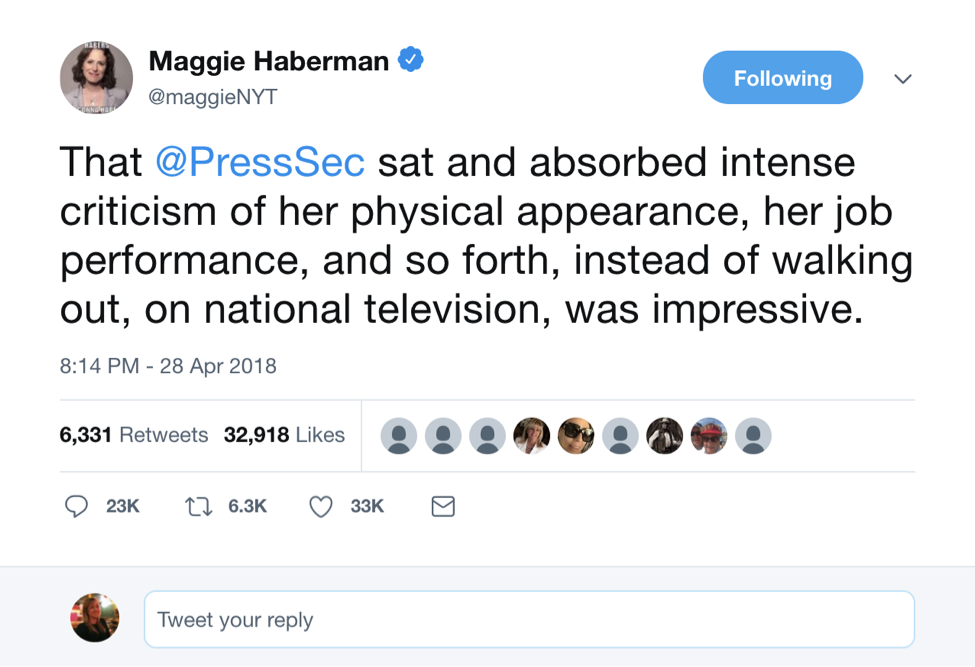 Maggie Haberman
@maggieNYT
Following
That @PressSec sat and absorbed intense
criticism of her physical appearance, her job
performance, and so forth, instead of walking
out, on national television, was impressive.
8:14 PM - 28 Apr 2018
6,331 Retweets 32,918 Likes
23K 6.3K 33K
Tweet your reply